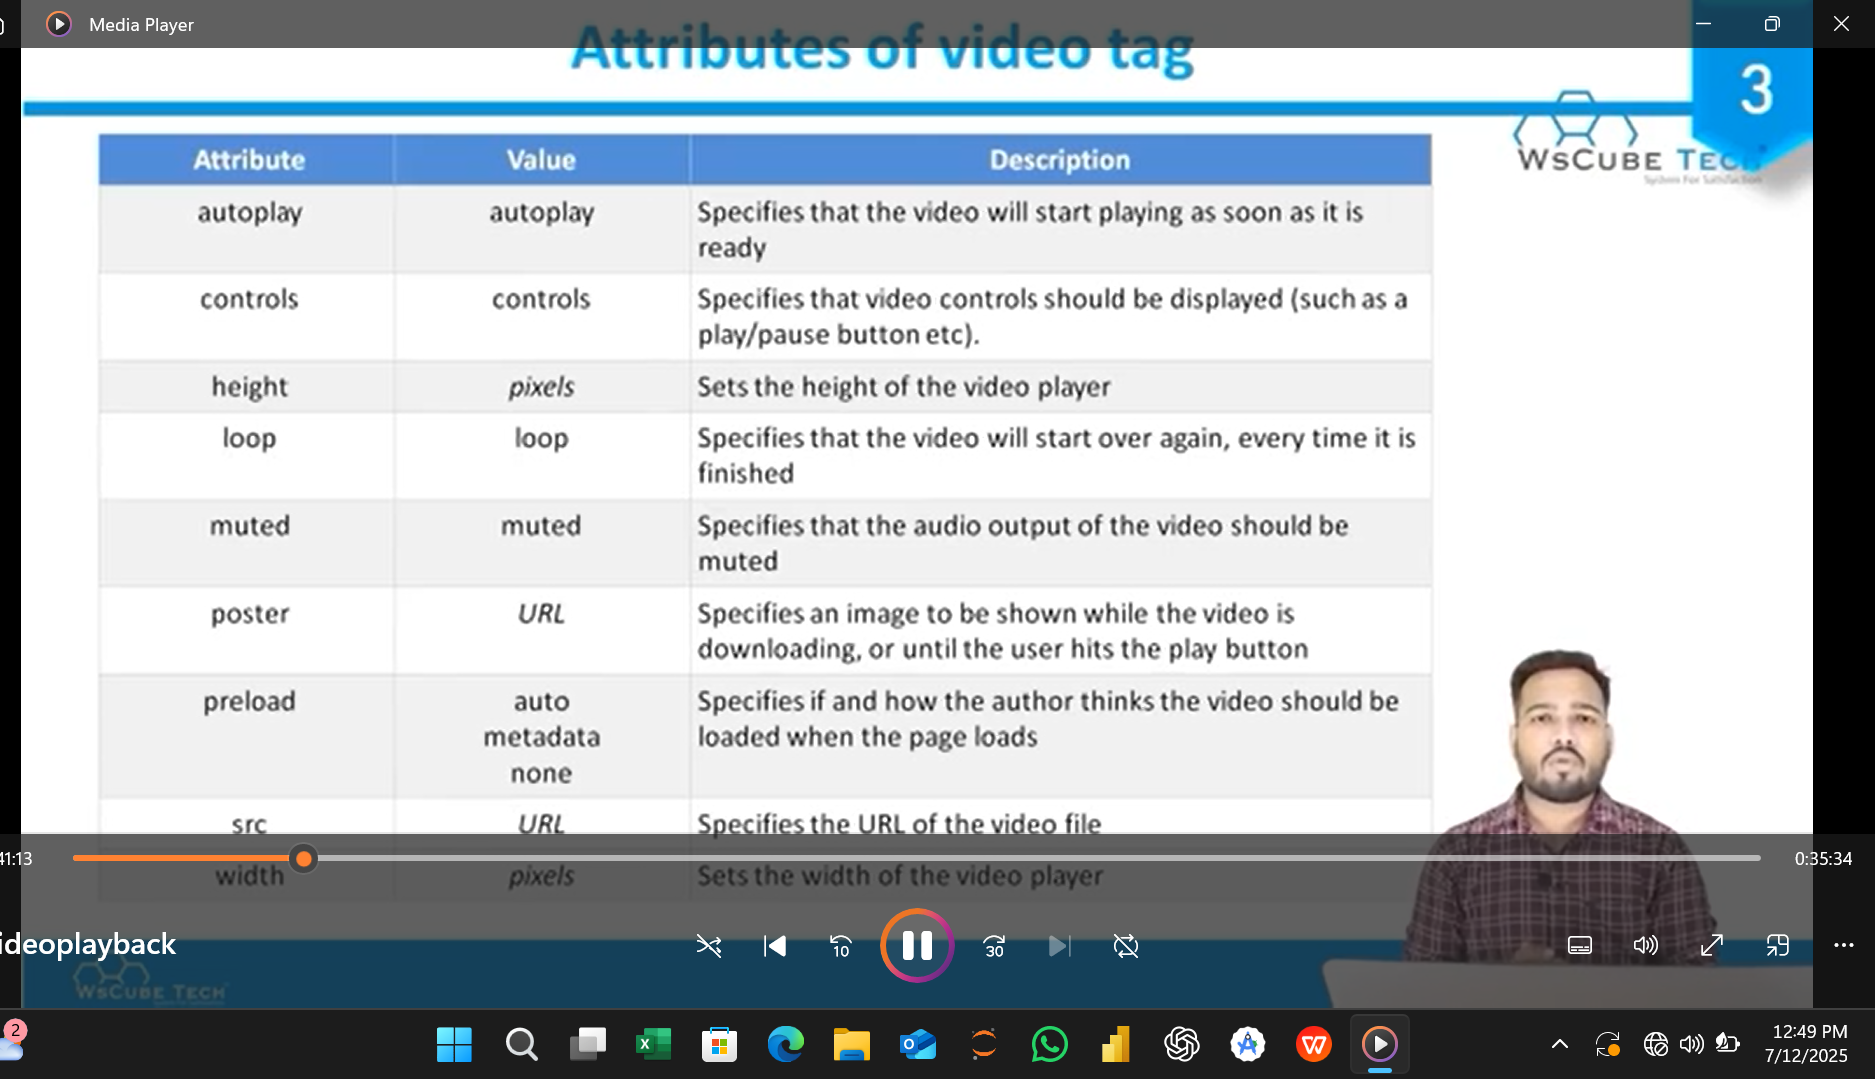 Media Player
Attributes of video tag
3
WSCUBE TECH
System For Satisfaction
Attribute Value Description
autoplay autoplay Specifies that the video will start playing as soon as it is
ready
controls controls Specifies that video controls should be displayed (such as a
play/pause button etc).
height pixels Sets the height of the video player
loop loop Specifies that the video will start over again, every time it is
finished
muted muted Specifies that the audio output of the video should be
muted
poster URL Specifies an image to be shown while the video is
downloading, or until the user hits the play button
preload auto Specifies if and how the author thinks the video should be
metadata loaded when the page loads
none
src URL Specifies the URL of the video file
41:13 0:35:34
width pixels Sets the width of the video player
ideoplayback
10 30
WSCUBE TECH
2
12:49 PM
7/12/2025